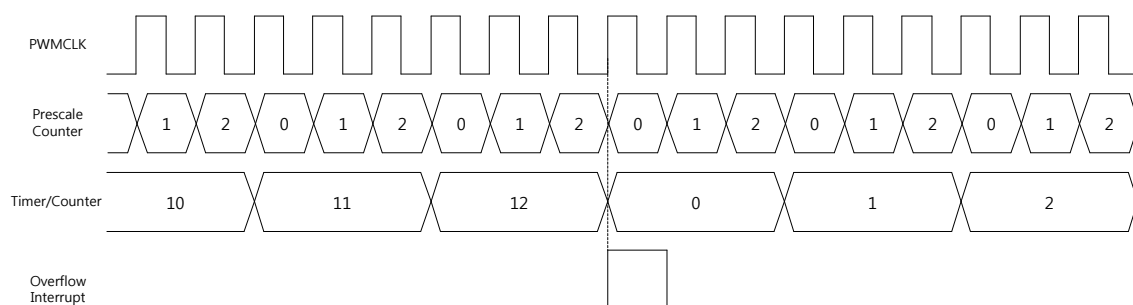 PWMCLK
Prescale
Counter
1 2 0 1 2 0 1 2 0 1 2 0 1 2 0 1 2
Timer/Counter
10 11 12 0 1 2
Overflow
Interrupt